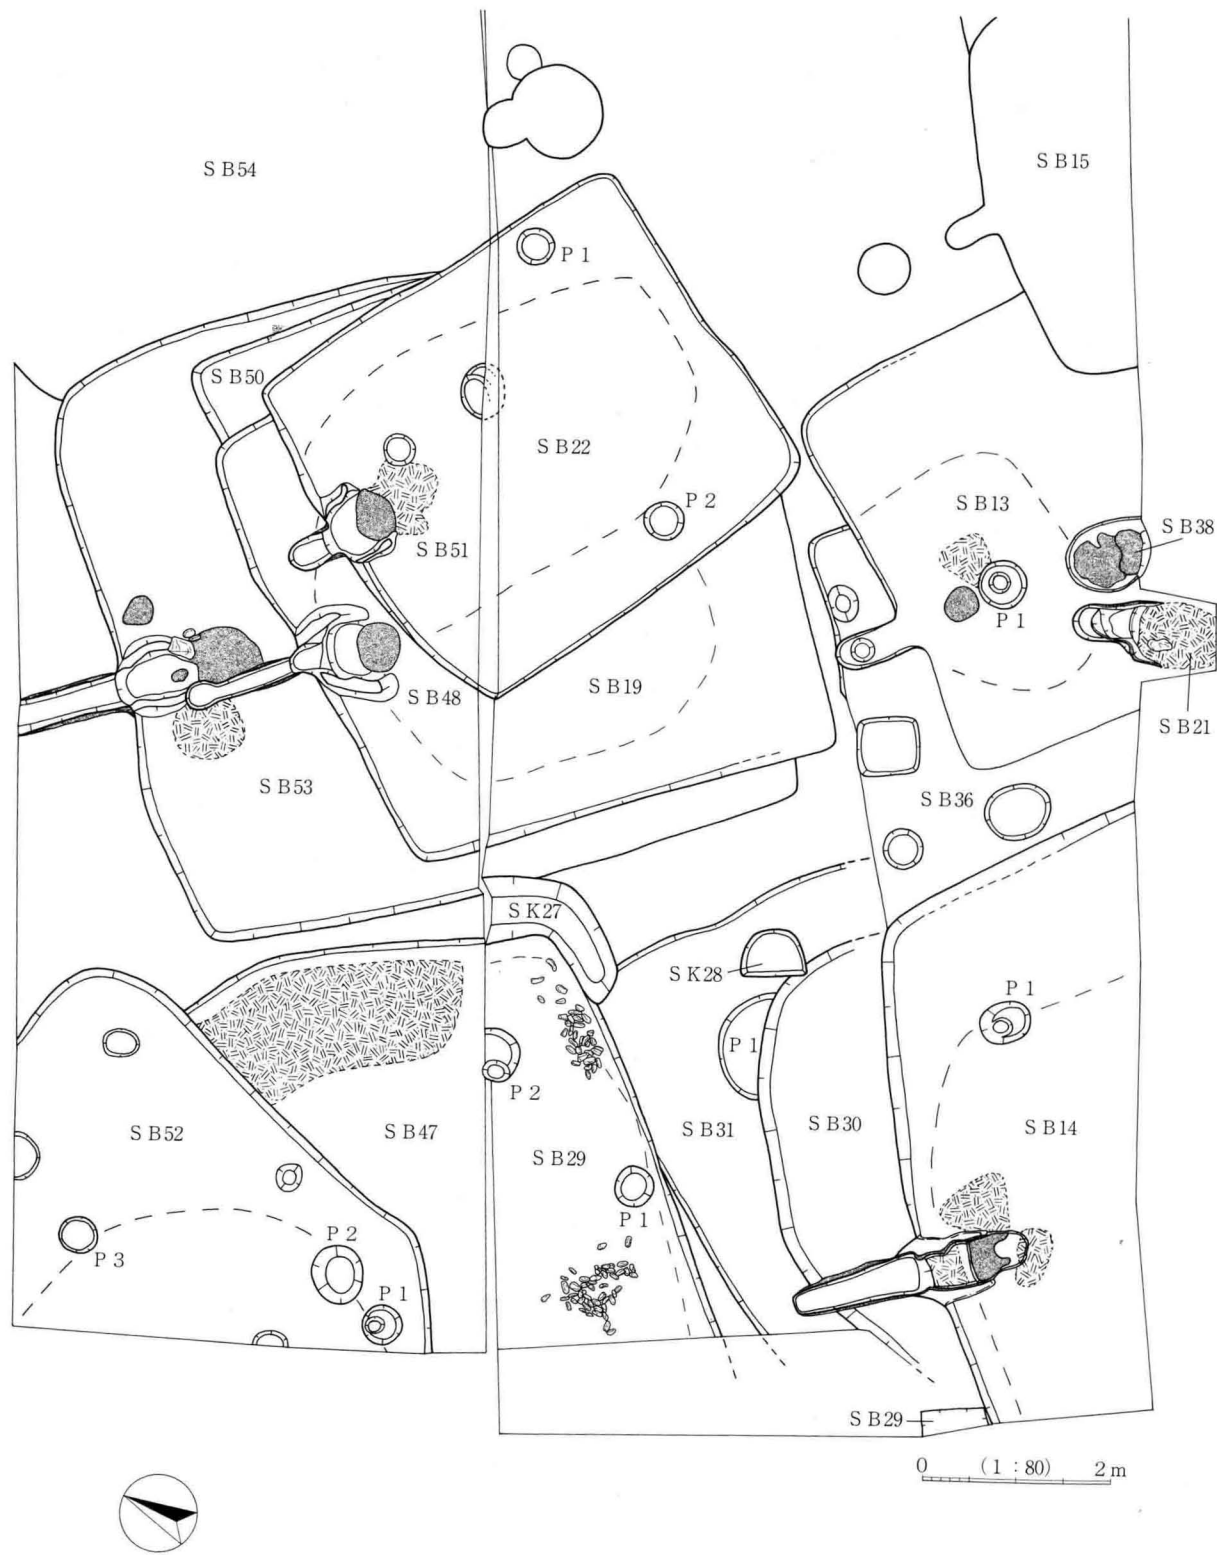 S B54
S B15
P 1
S B50
S B22
P 2
S B13
S B38
S B51
P 1
S B48
S B19
S B21
S B53
S B36
S K27
S K28
P 1
P 1
P 2
S B52
S B47
S B31
S B30
S B14
S B29
P 1
P 3
P 2
P 1
S B29
0 (1 : 80) 2 m